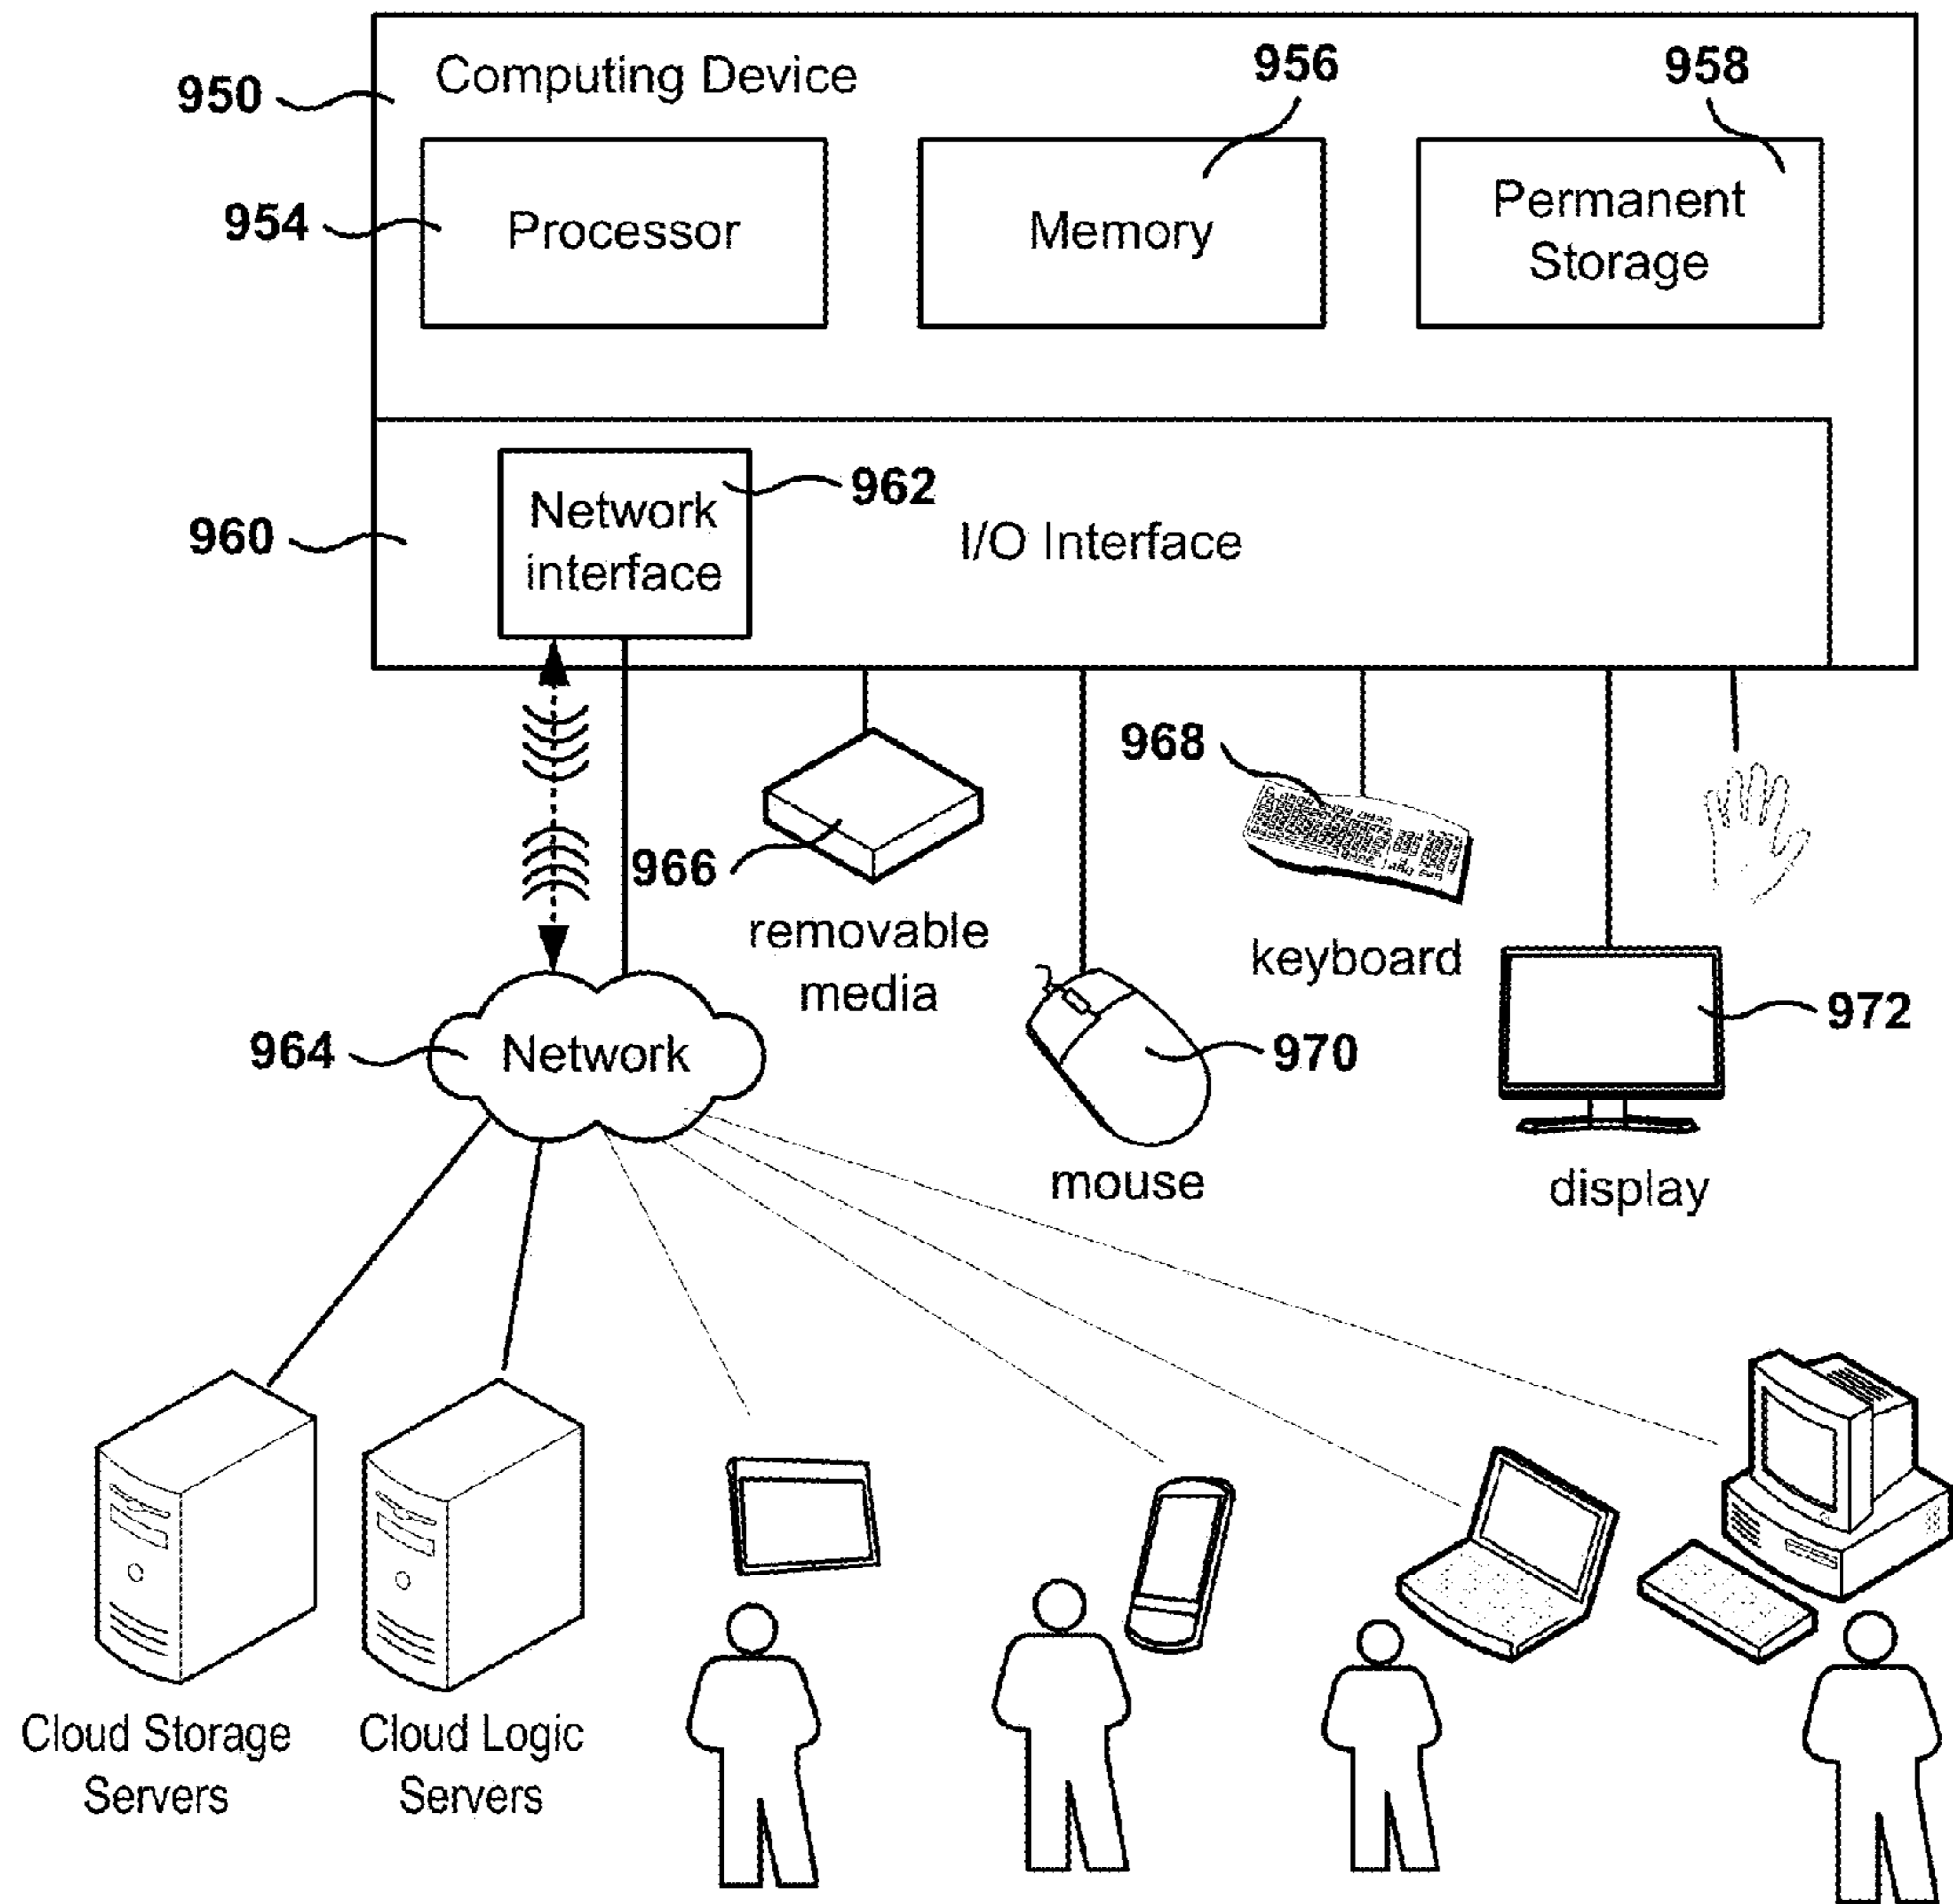 950
Computing Device
956
958
954
Processor
Memory
Permanent
Storage
960
Network
interface
962
I/O Interface
966
removable
media
968
keyboard
964
Network
970
mouse
972
display
Cloud Storage
Servers
Cloud Logic
Servers